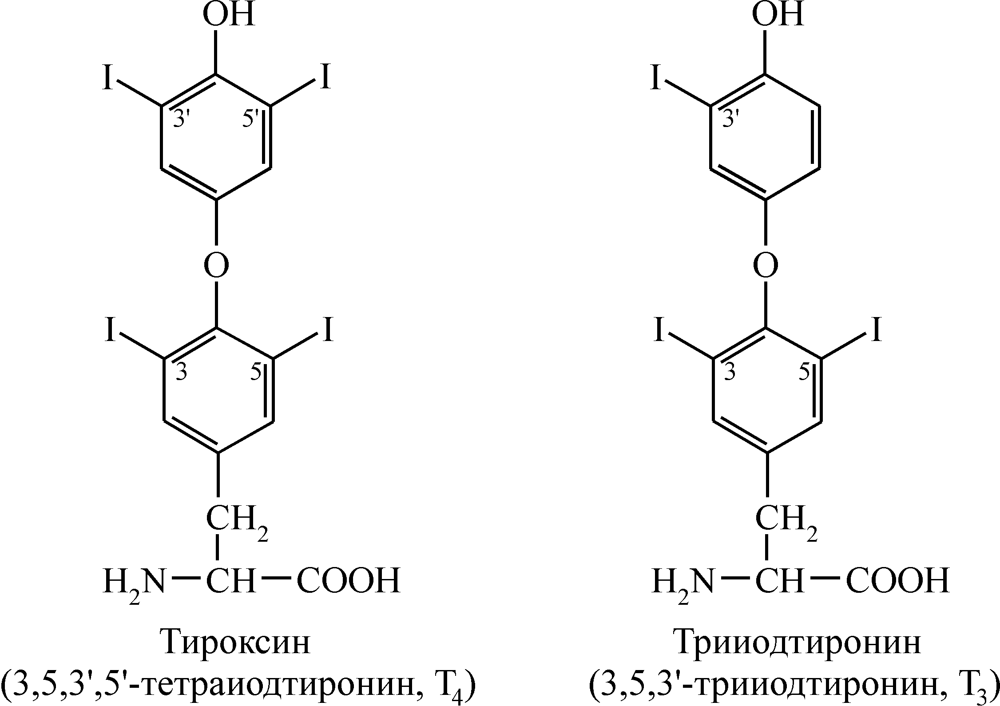 OH OH
I I I
3' 5' 3'
O O
I I I I
3 5 3 5
CH₂ CH₂
H₂N CH COOH H₂N CH COOH
Тироксин Трииодтиронин
(3,5,3',5'-тетраиодтиронин, T₄) (3,5,3'-трииодтиронин, T₃)